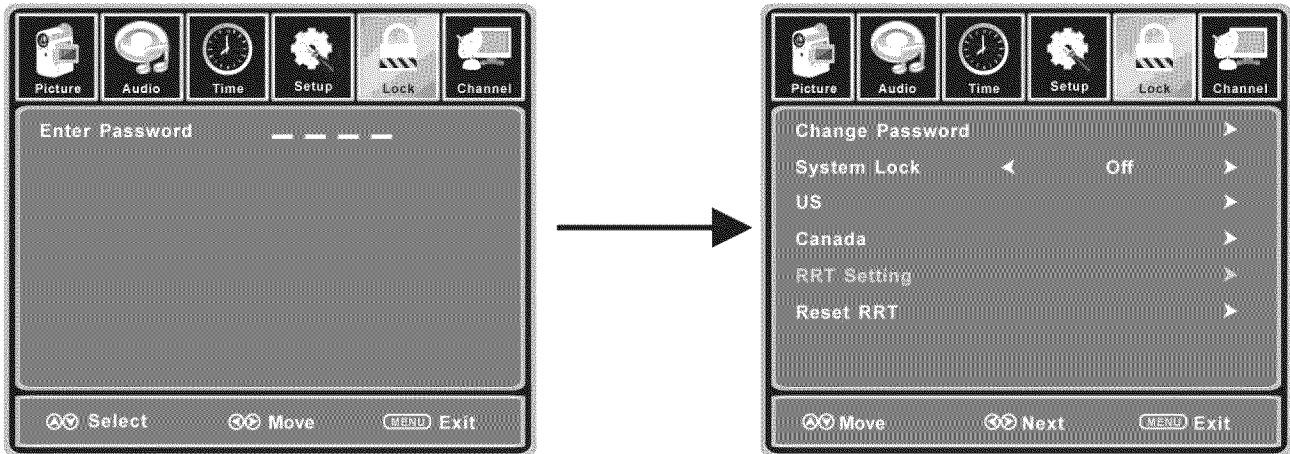 Picture Audio Time Setup Lock Channel
Enter Password _ _ _ _
Select Move MENU Exit
Picture Audio Time Setup Lock Channel
Change Password
System Lock Off
US
Canada
RRT Setting
Reset RRT
Move Next MENU Exit